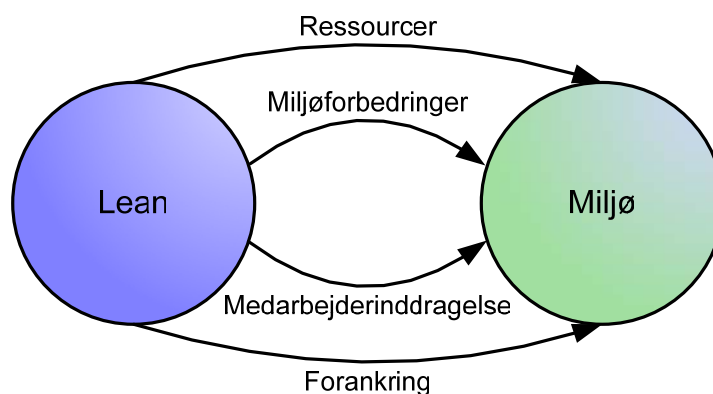 Ressourcer
Miljøforbedringer
Lean
Miljø
Medarbejderinddragelse
Forankring